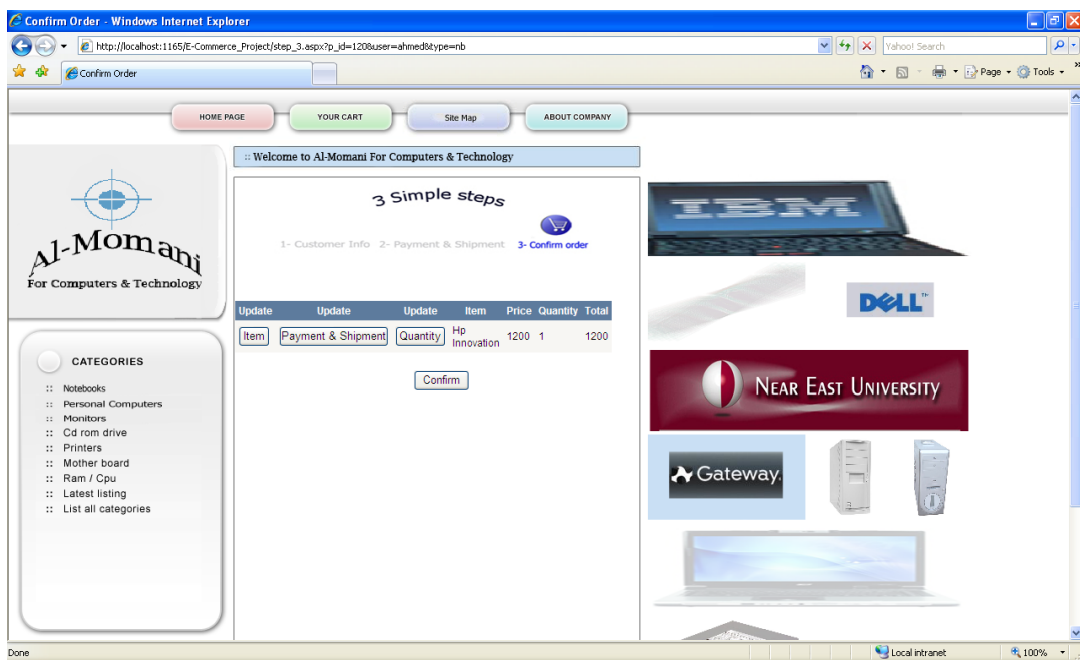 Confirm Order - Windows Internet Explorer
http://localhost:1165/E-Commerce_Project/step_3.aspx?p_id=120&user=ahmed&type=nb
Yahoo! Search
Confirm Order
Page
Tools
HOME PAGE
YOUR CART
Site Map
ABOUT COMPANY
:: Welcome to Al-Momani For Computers & Technology
Al-Momani
For Computers & Technology
3 Simple steps
1- Customer Info 2- Payment & Shipment 3- Confirm order
Update Update Update Item Price Quantity Total
Item Payment & Shipment Quantity Hp Innovation 1200 1 1200
Confirm
CATEGORIES
:: Notebooks
:: Personal Computers
:: Monitors
:: Cd rom drive
:: Printers
:: Mother board
:: Ram / Cpu
:: Latest listing
:: List all categories
IBM
DELL™
NEAR EAST UNIVERSITY
Gateway.
Done
Local intranet
100%